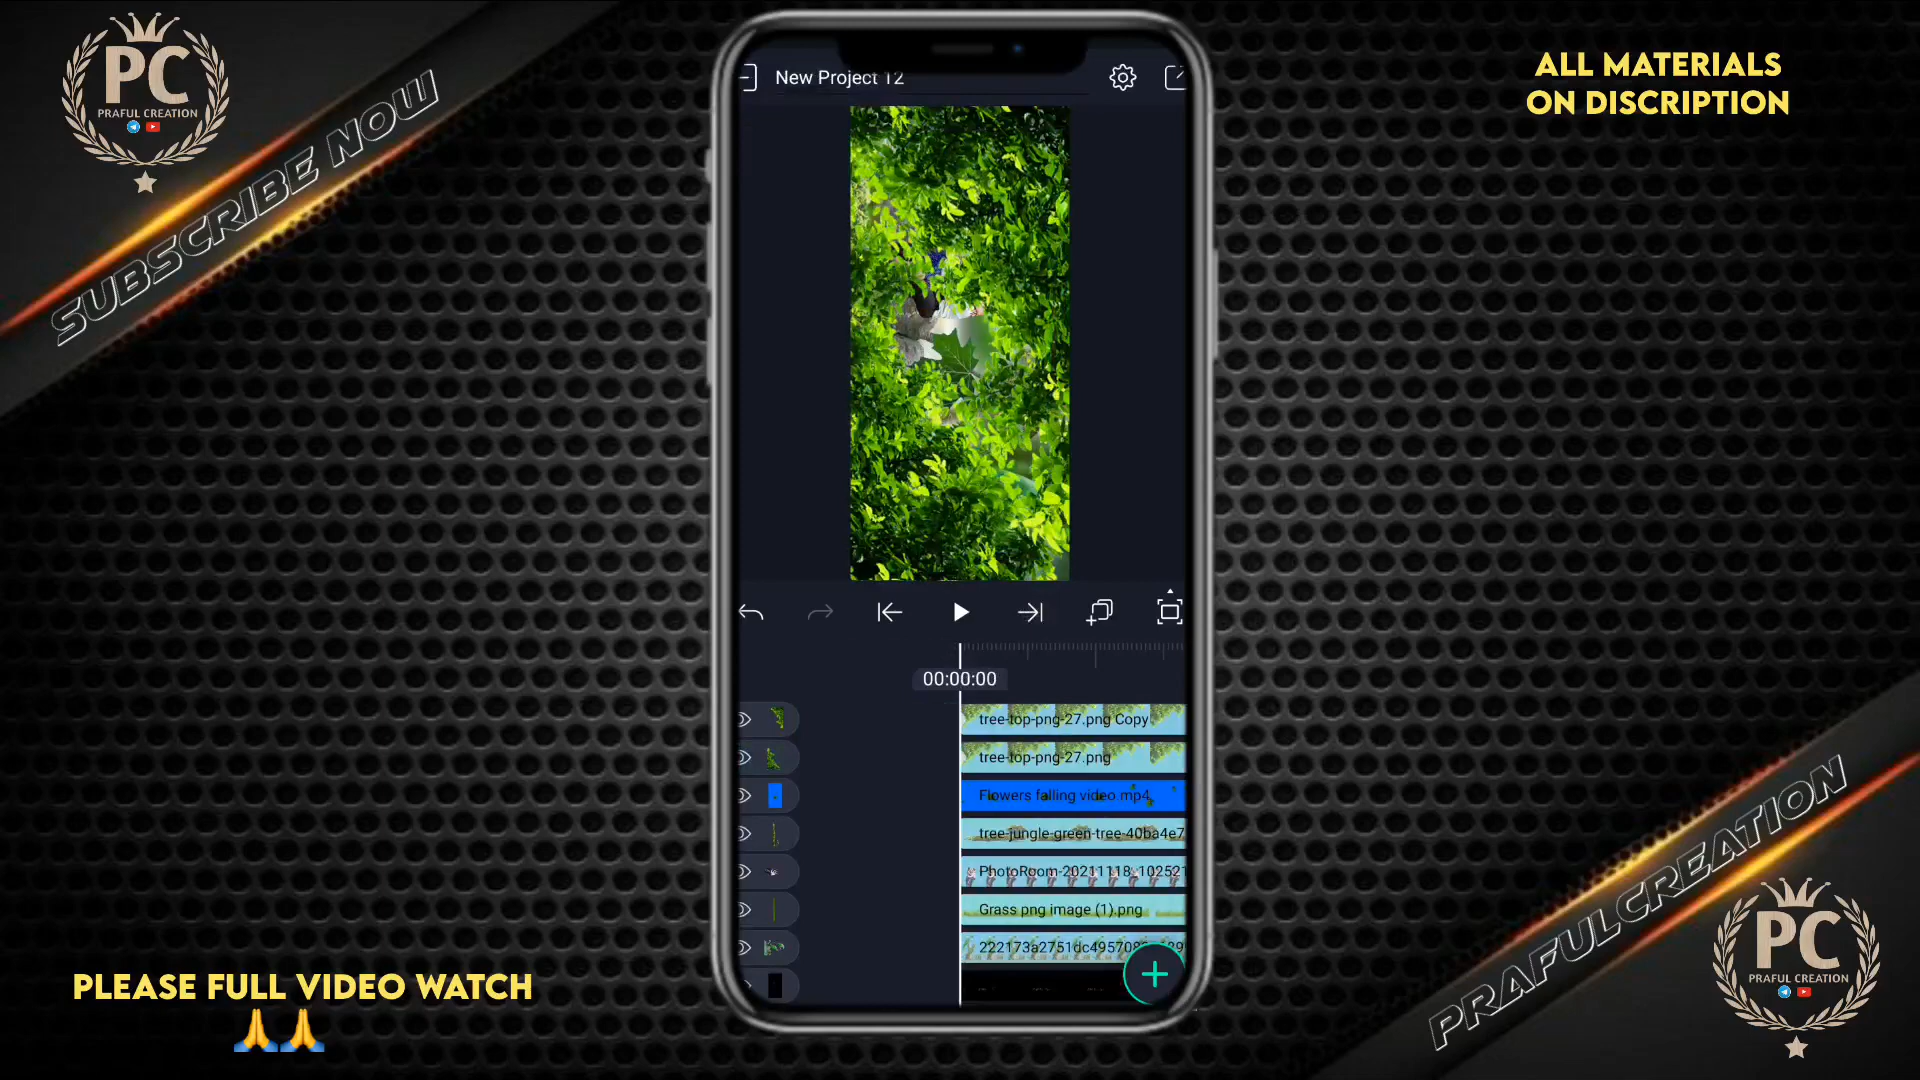 PC
PRAFUL CREATION
SUBSCRIBE NOW
ALL MATERIALS
ON DISCRIPTION
New Project 12
00:00:00
tree-top-png-27.png Copy
tree-top-png-27.png
Flowers falling video.mp4
tree-jungle-green-tree-40ba4e7
PhotoRoom-20211118_102521
Grass png image (1).png
222173a2751dc495708
PLEASE FULL VIDEO WATCH
🙏🙏
PRAFULCREATION
PC
PRAFUL CREATION